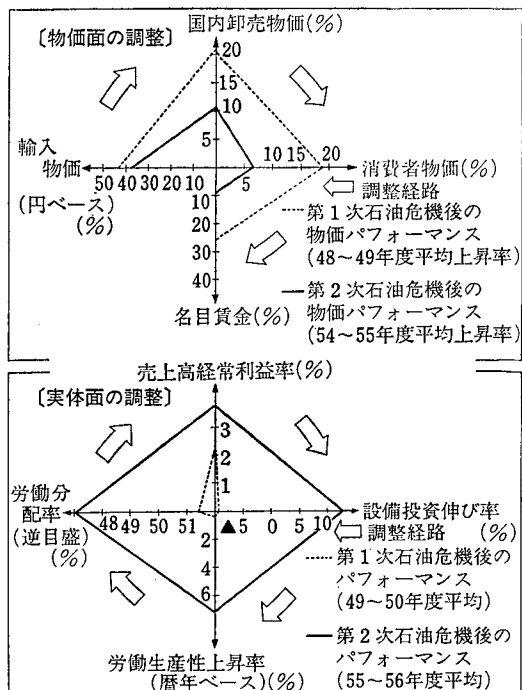 〔物価面の調整〕
国内卸売物価(%)
20
15
10
5
輸入
物価
50 40 30 20 10
5
10 15 20
消費者物価(%)
(円ベース)
(%)
調整経路
10
20
30
40
第1次石油危機後の
物価パフォーマンス
(48～49年度平均上昇率)
第2次石油危機後の
物価パフォーマンス
(54～55年度平均上昇率)
名目賃金(%)
売上高経常利益率(%)
〔実体面の調整〕
3
2
1
労働分
配率
(逆目盛)
(%)
48 49 50 51
▲5 0 5 10
設備投資伸び率
(%)
調整経路
2
4
6
第1次石油危機後の
パフォーマンス
(49～50年度平均)
第2次石油危機後の
パフォーマンス
(55～56年度平均)
労働生産性上昇率
(暦年ベース)(%)